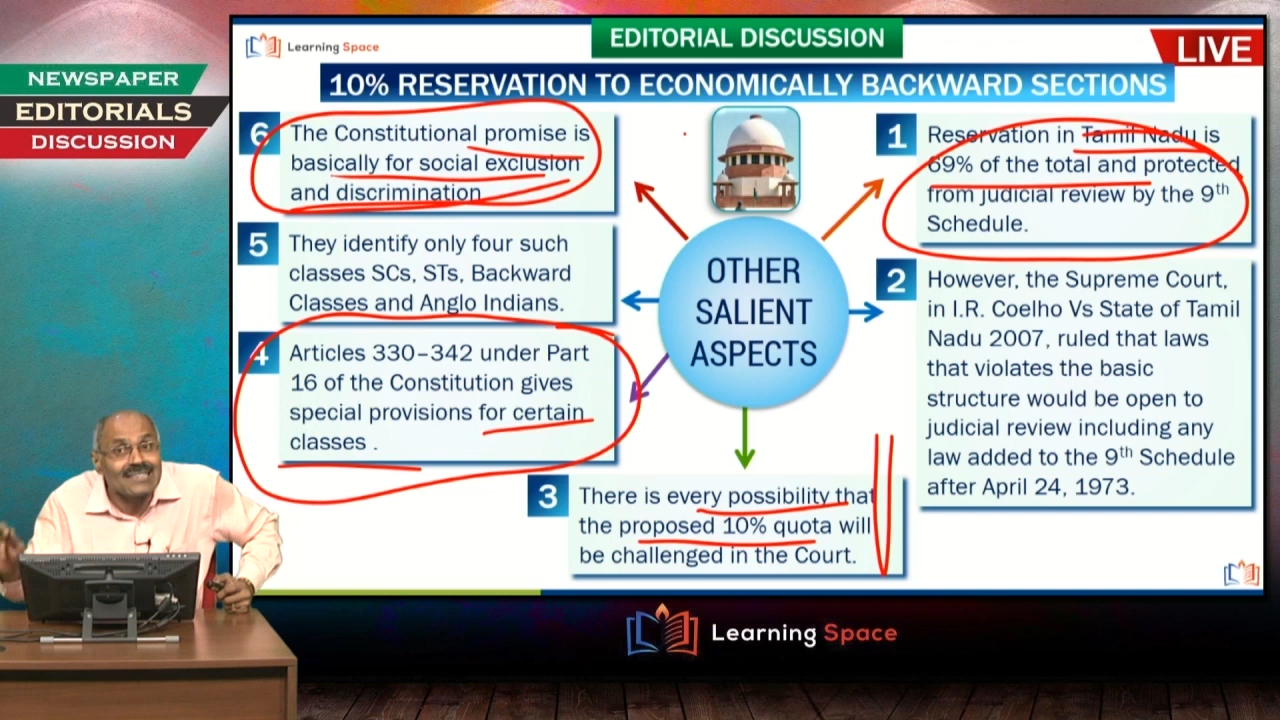 NEWSPAPER
EDITORIALS
DISCUSSION
Learning Space
EDITORIAL DISCUSSION
LIVE
10% RESERVATION TO ECONOMICALLY BACKWARD SECTIONS
OTHER
SALIENT
ASPECTS
1
Reservation in Tamil Nadu is
69% of the total and protected
from judicial review by the 9th
Schedule.
2
However, the Supreme Court,
in I.R. Coelho Vs State of Tamil
Nadu 2007, ruled that laws
that violates the basic
structure would be open to
judicial review including any
law added to the 9th Schedule
after April 24, 1973.
3
There is every possibility that
the proposed 10% quota will
be challenged in the Court.
4
Articles 330–342 under Part
16 of the Constitution gives
special provisions for certain
classes .
5
They identify only four such
classes SCs, STs, Backward
Classes and Anglo Indians.
6
The Constitutional promise is
basically for social exclusion
and discrimination
Learning Space